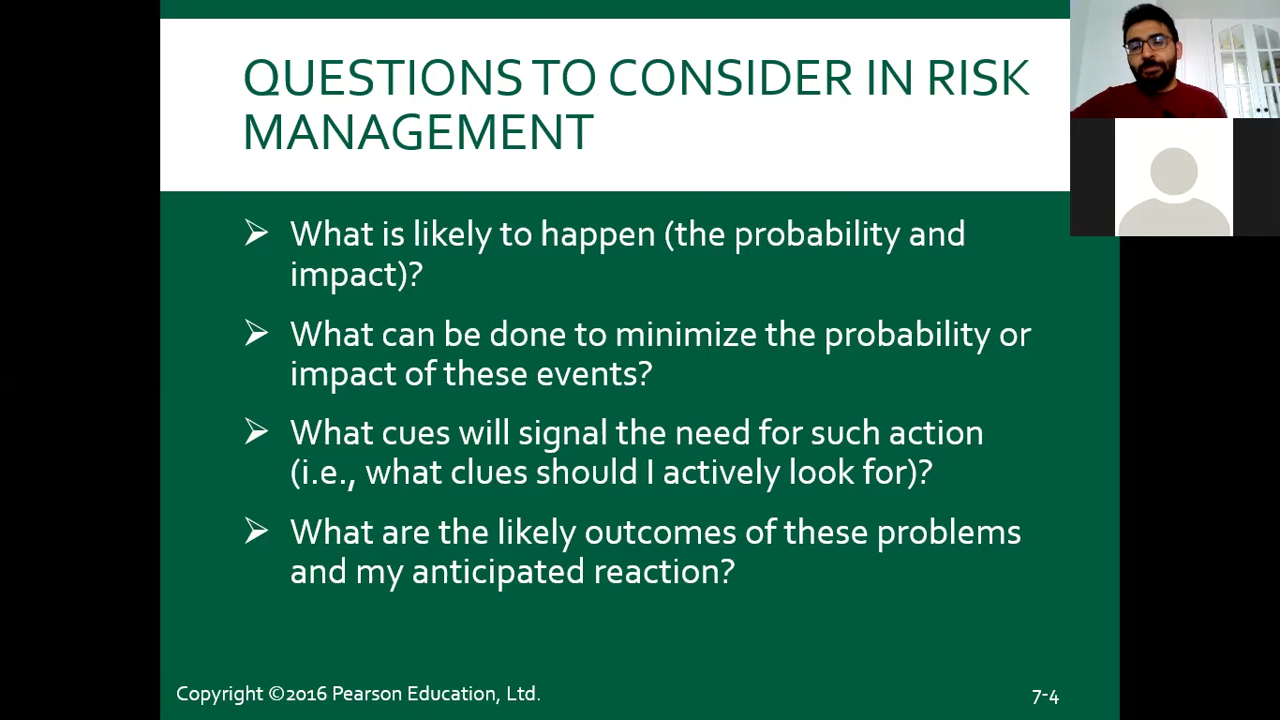 QUESTIONS TO CONSIDER IN RISK
MANAGEMENT
➢ What is likely to happen (the probability and
impact)?
➢ What can be done to minimize the probability or
impact of these events?
➢ What cues will signal the need for such action
(i.e., what clues should I actively look for)?
➢ What are the likely outcomes of these problems
and my anticipated reaction?
Copyright ©2016 Pearson Education, Ltd.
7-4